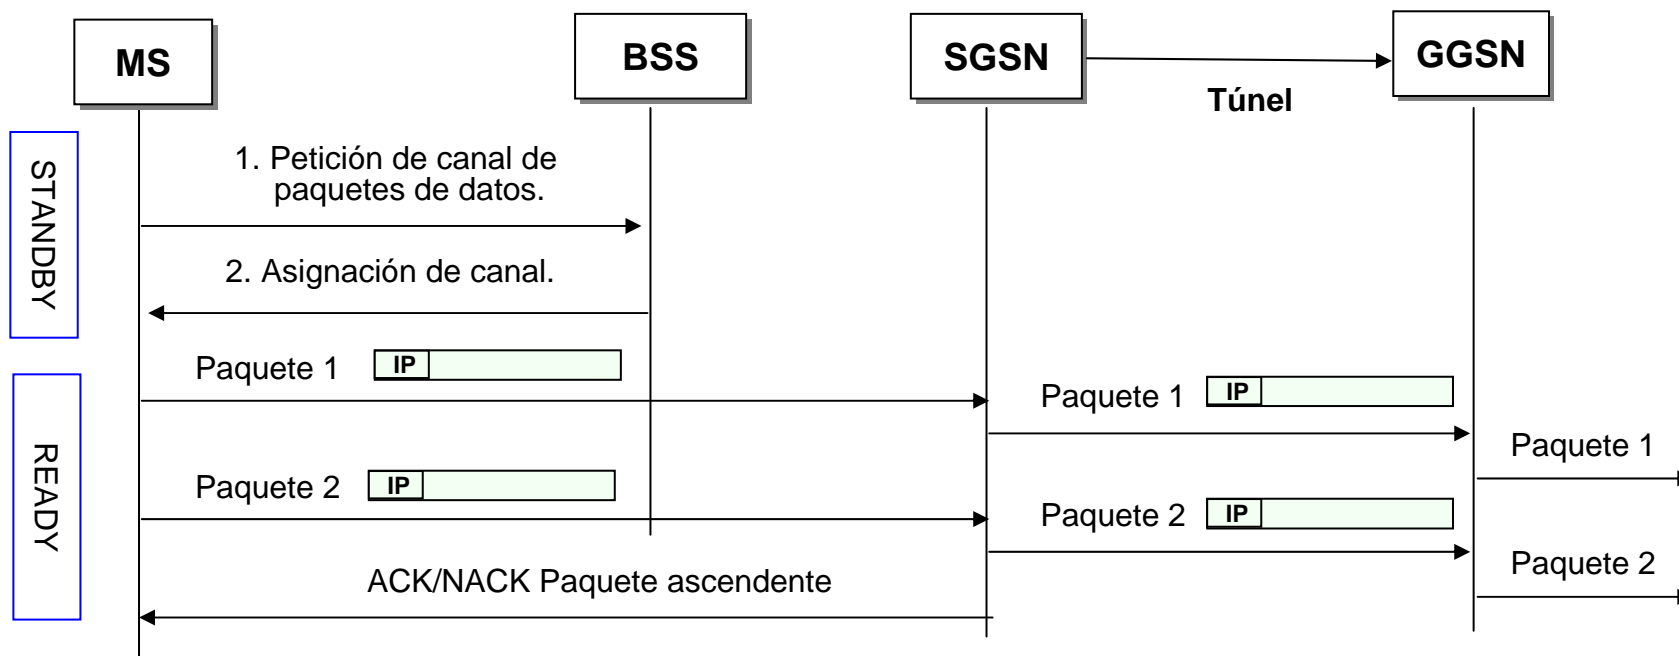 MS
BSS
SGSN
GGSN
Túnel
STANDBY
1. Petición de canal de
paquetes de datos.
2. Asignación de canal.
READY
Paquete 1
IP
Paquete 1
IP
Paquete 1
Paquete 2
IP
Paquete 2
IP
Paquete 2
ACK/NACK Paquete ascendente